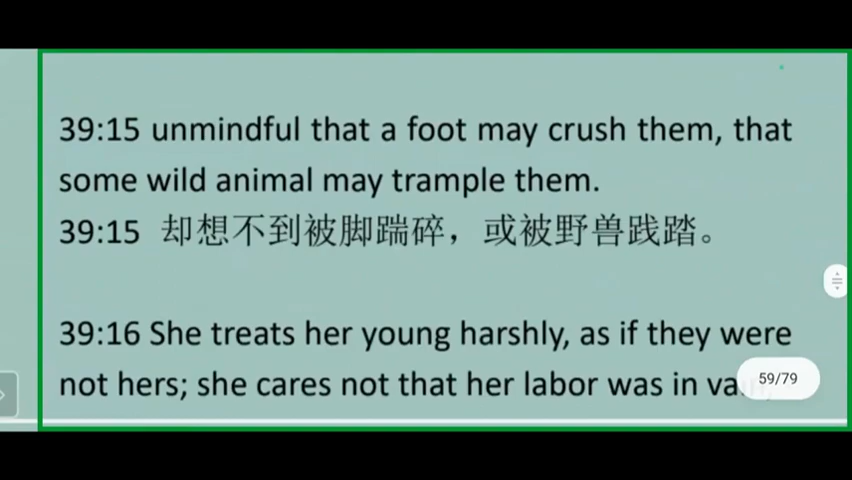 39:15 unmindful that a foot may crush them, that
some wild animal may trample them.
39:15 却想不到被脚踹碎，或被野兽践踏。
39:16 She treats her young harshly, as if they were
not hers; she cares not that her labor was in vain,
59/79